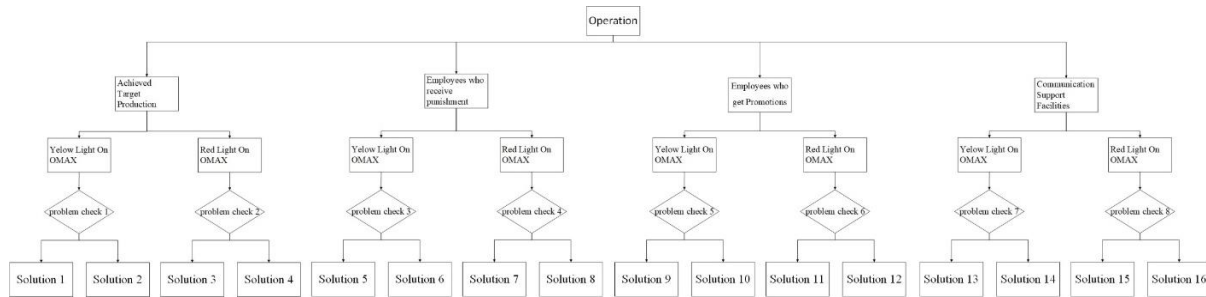 Operation
Achieved
Target
Production
Employees who
receive
punishment
Employees who
get Promotions
Communication
Support
Facilities
Yelow Light On
OMAX
Red Light On
OMAX
Yelow Light On
OMAX
Red Light On
OMAX
Yelow Light On
OMAX
Red Light On
OMAX
Yelow Light On
OMAX
Red Light On
OMAX
problem check 1
problem check 2
problem check 3
problem check 4
problem check 5
problem check 6
problem check 7
problem check 8
Solution 1
Solution 2
Solution 3
Solution 4
Solution 5
Solution 6
Solution 7
Solution 8
Solution 9
Solution 10
Solution 11
Solution 12
Solution 13
Solution 14
Solution 15
Solution 16